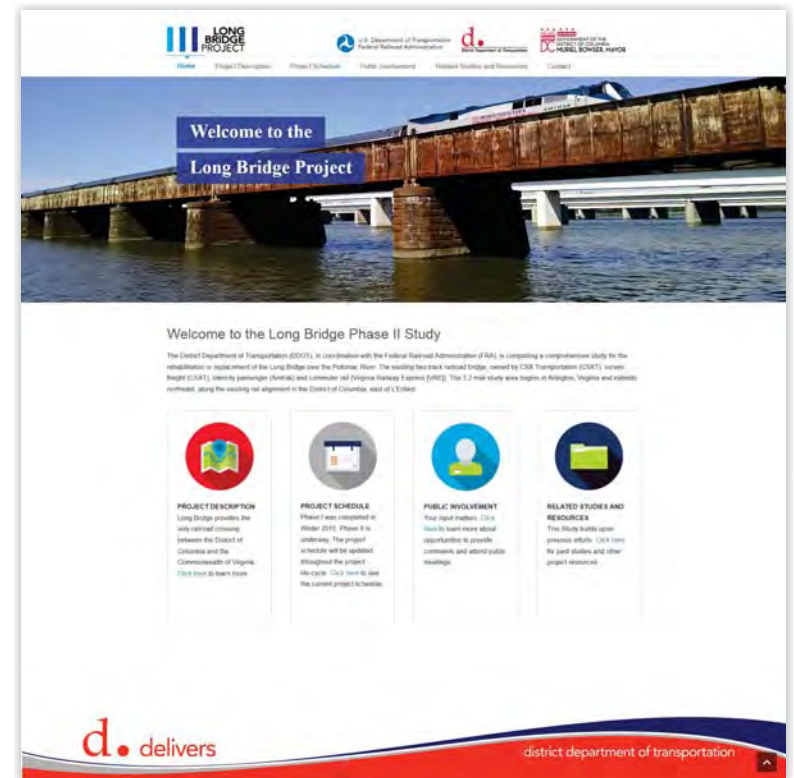 LONG
BRIDGE
PROJECT
U.S. Department of Transportation
Federal Railroad Administration
d.
District Department of Transportation
GOVERNMENT OF THE
DISTRICT OF COLUMBIA
DC MURIEL BOWSER, MAYOR
Home Project Description Project Schedule Public Involvement Related Studies and Resources Contact
Welcome to the
Long Bridge Project
Welcome to the Long Bridge Phase II Study
The District Department of Transportation (DDOT), in coordination with the Federal Railroad Administration (FRA), is completing a comprehensive study for the
rehabilitation or replacement of the Long Bridge over the Potomac River. The existing two track railroad bridge, owned by CSX Transportation (CSXT), serves
freight (CSXT), intercity passenger (Amtrak) and commuter rail (Virginia Railway Express [VRE]). The 3.2 mile study area begins in Arlington, Virginia and extends
northeast, along the existing rail alignment in the District of Columbia, east of L'Enfant
PROJECT DESCRIPTION
Long Bridge provides the
only railroad crossing
between the District of
Columbia and the
Commonwealth of Virginia.
Click Here to learn more
PROJECT SCHEDULE
Phase I was completed in
Winter 2015. Phase II is
underway. The project
schedule will be updated
throughout the project
life-cycle. Click here to see
the current project schedule.
PUBLIC INVOLVEMENT
Your input matters. Click
here to learn more about
opportunities to provide
comments and attend public
meetings
RELATED STUDIES AND
RESOURCES
This Study builds upon
previous efforts. Click here
for past studies and other
project resources
d. delivers
district department of transportation